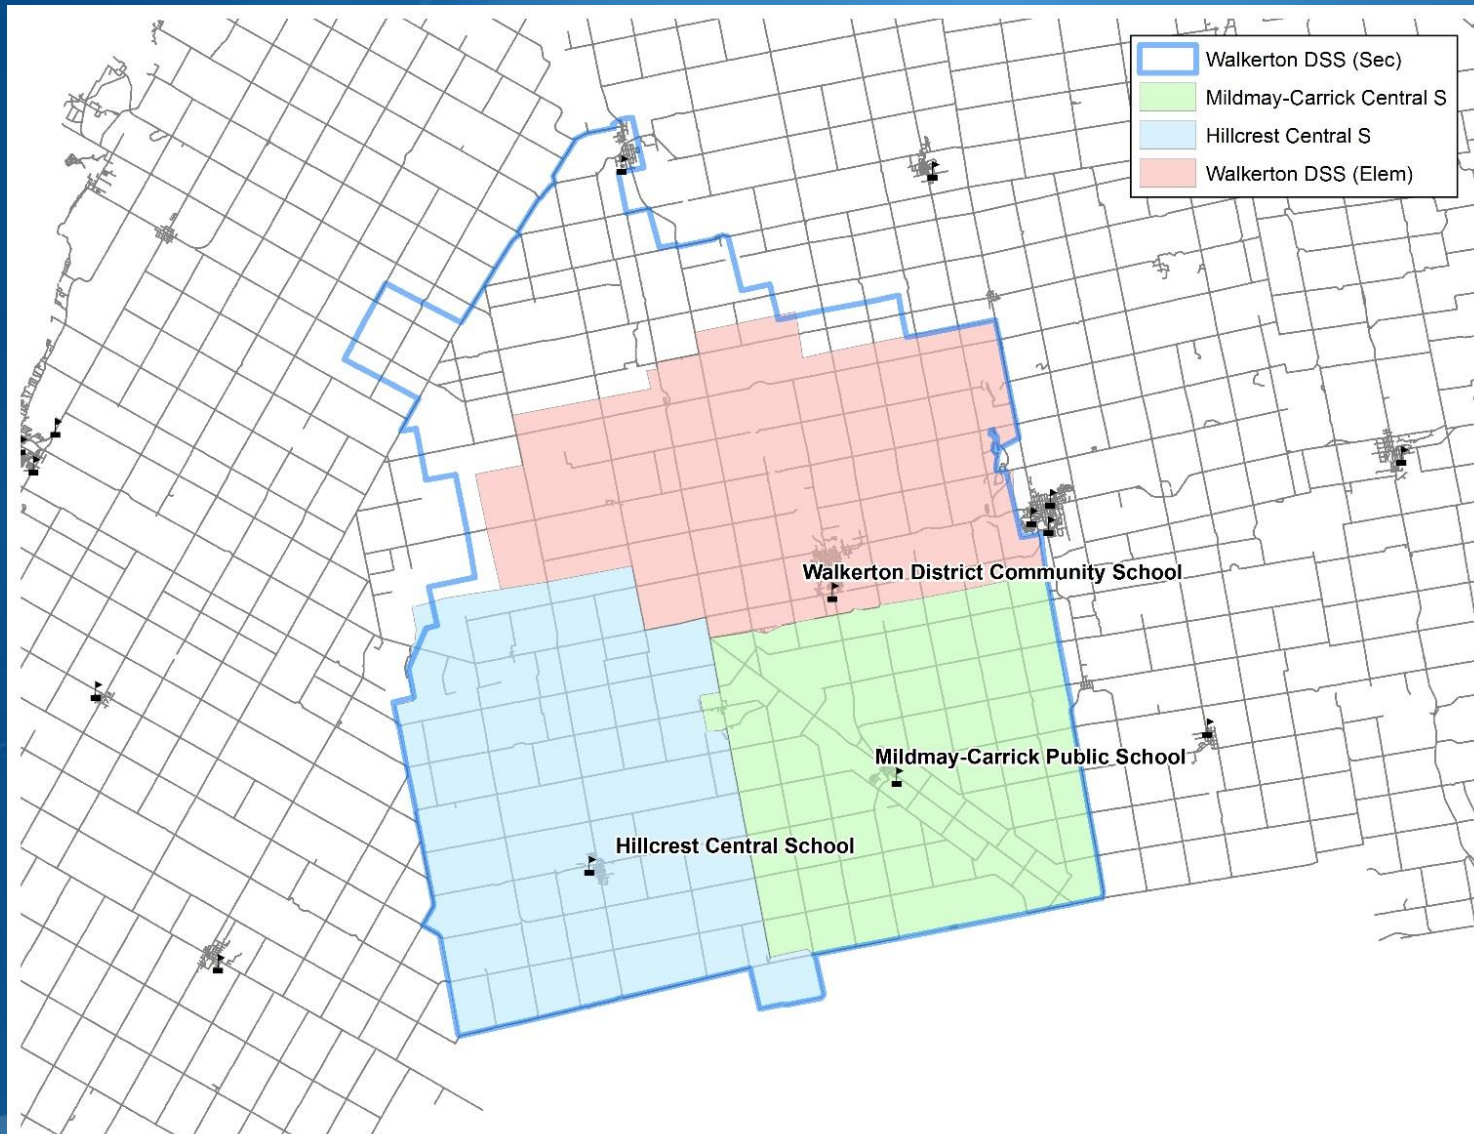 Walkerton DSS (Sec)
Mildmay-Carrick Central S
Hillcrest Central S
Walkerton DSS (Elem)
Walkerton District Community School
Mildmay-Carrick Public School
Hillcrest Central School